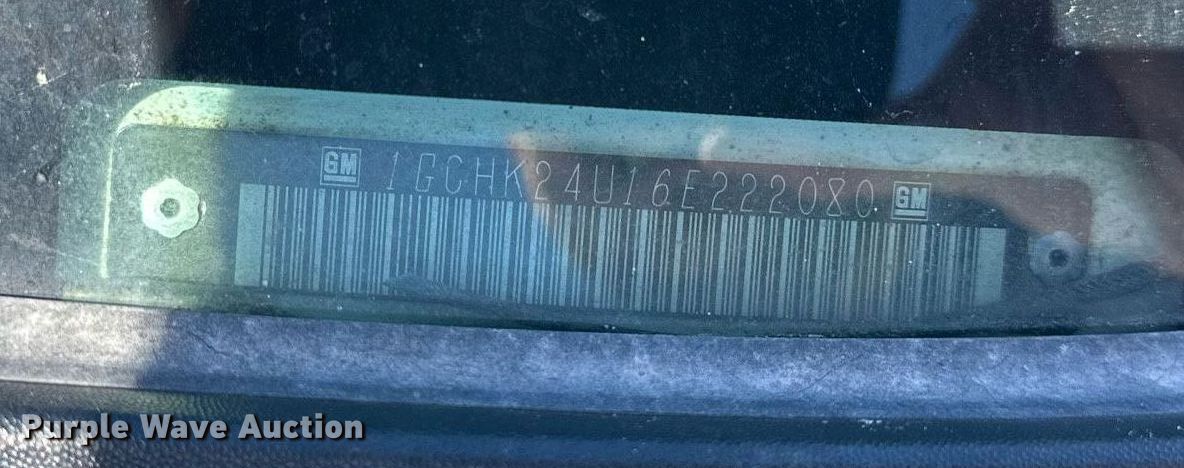 GM 1GCHK24U16E222080 GM
Purple Wave Auction